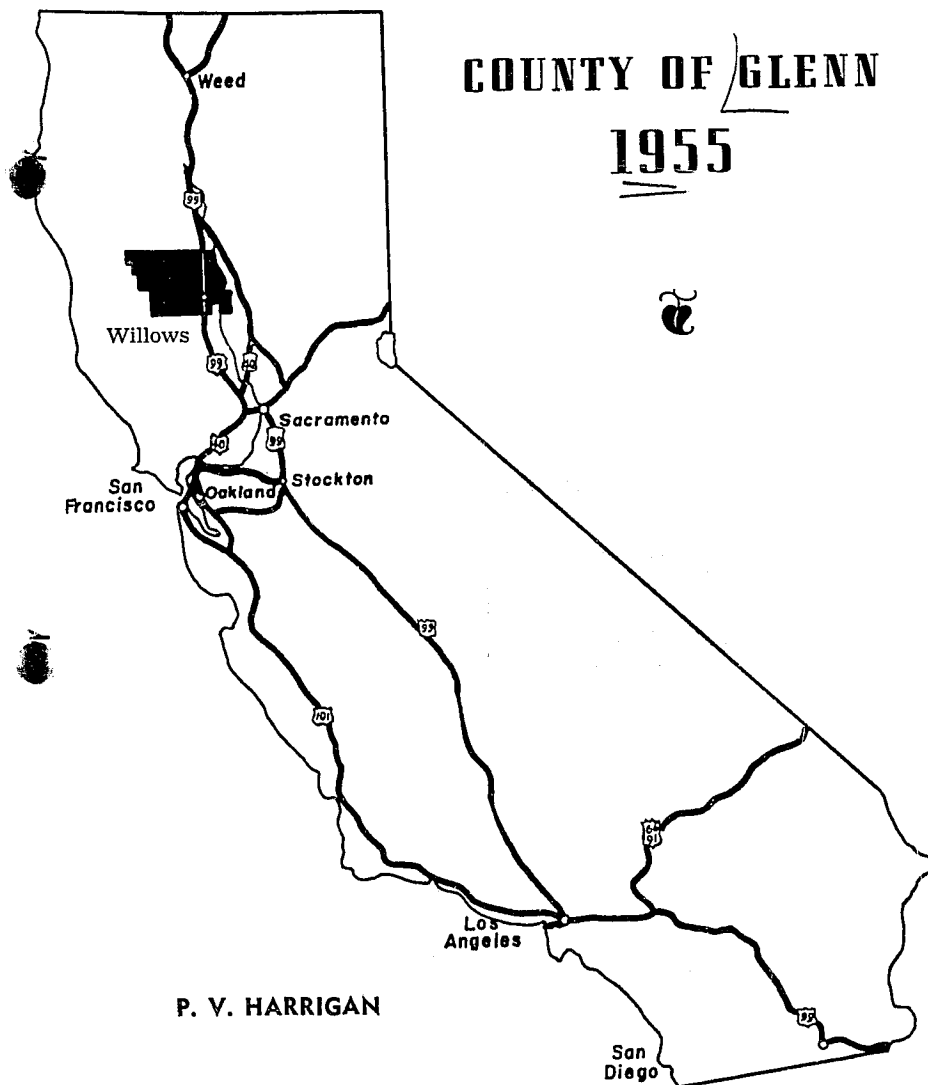 COUNTY OF GLENN
1955
Weed
99
Willows
99
40
Sacramento
40
99
San
Francisco
Oakland
Stockton
99
101
91
Los
Angeles
99
San
Diego
P. V. HARRIGAN